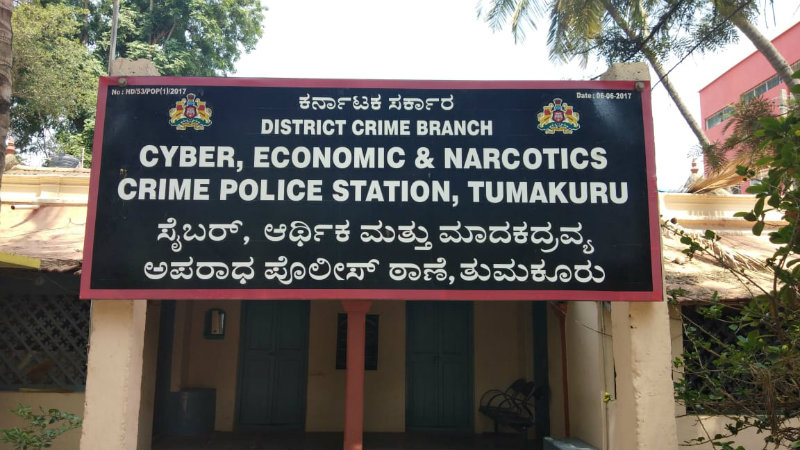 No : HD/53/POP(1)/2017
Date : 06-06-2017
ಕರ್ನಾಟಕ ಸರ್ಕಾರ
DISTRICT CRIME BRANCH
CYBER, ECONOMIC & NARCOTICS
CRIME POLICE STATION, TUMAKURU
ಸೈಬರ್, ಆರ್ಥಿಕ ಮತ್ತು ಮಾದಕದ್ರವ್ಯ
ಅಪರಾಧ ಪೊಲೀಸ್ ಠಾಣೆ, ತುಮಕೂರು